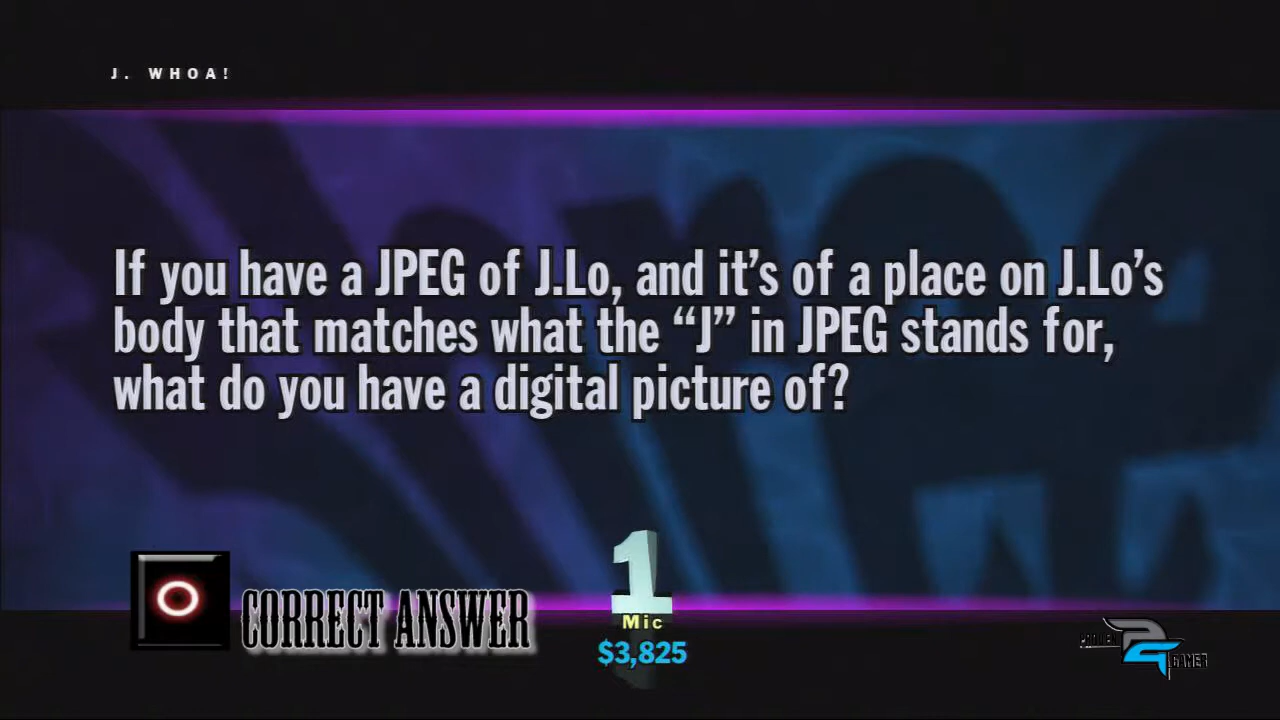 J. WHOA!
If you have a JPEG of J.Lo, and it's of a place on J.Lo's
body that matches what the “J” in JPEG stands for,
what do you have a digital picture of?
CORRECT ANSWER
1
Mic
$3,825
GAMER